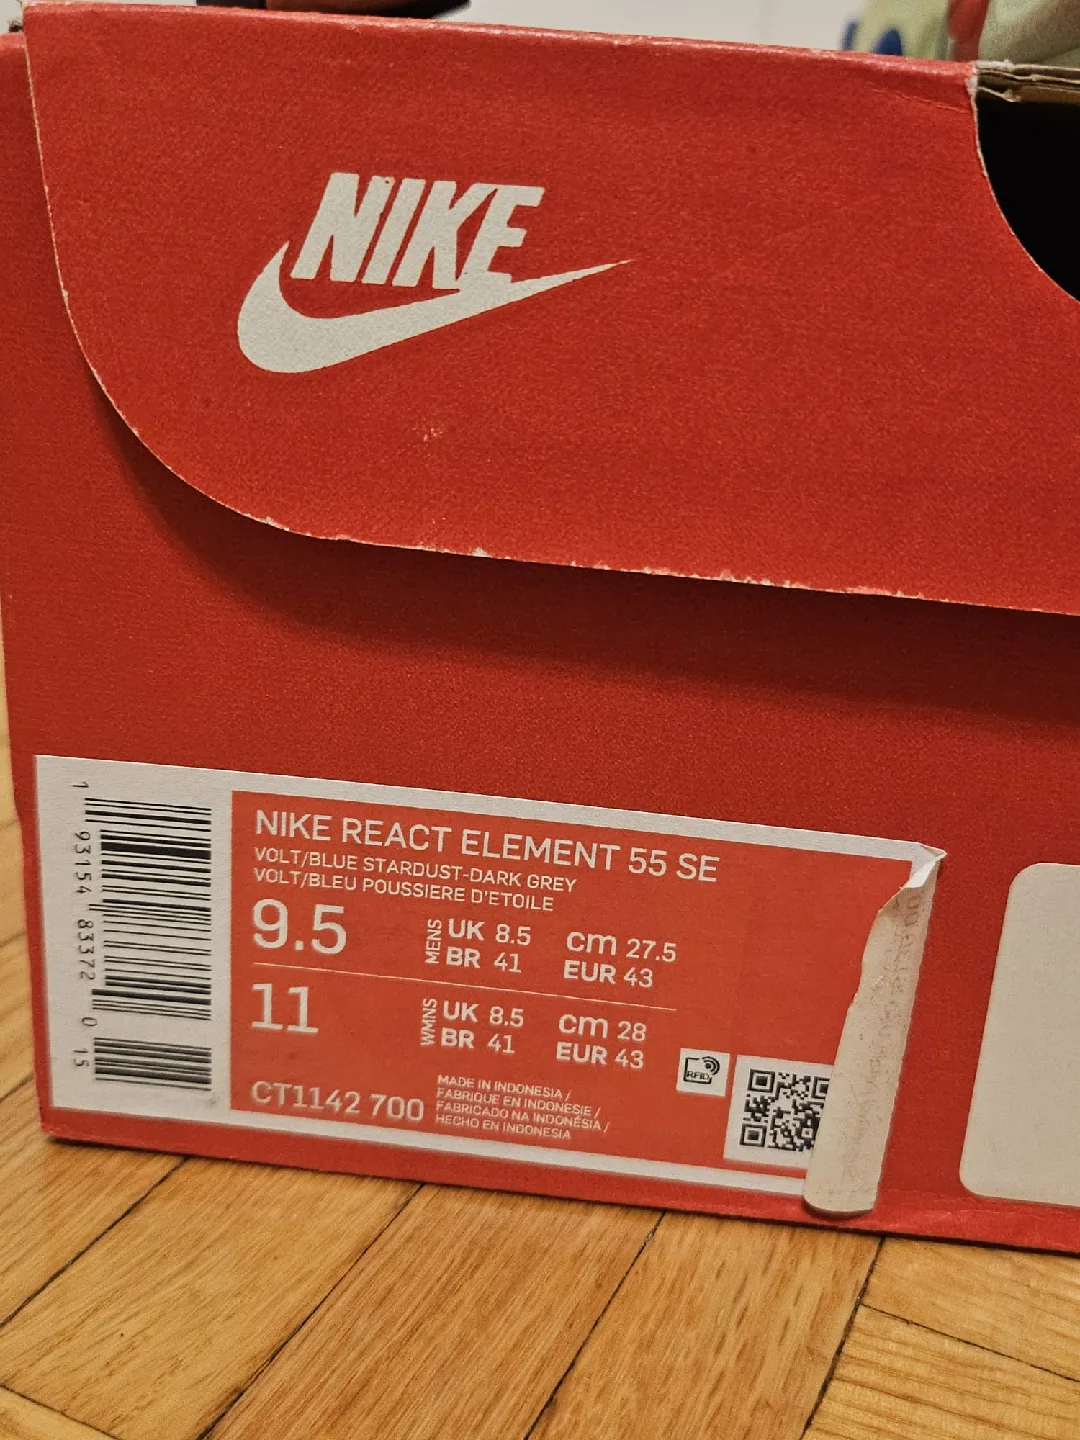 NIKE
NIKE REACT ELEMENT 55 SE
VOLT/BLUE STARDUST-DARK GREY
VOLT/BLEU POUSSIERE D'ETOILE
9.5
MENS
UK 8.5
cm 27.5
BR 41
EUR 43
11
WMNS
UK 8.5
cm 28
BR 41
EUR 43
CT1142 700
MADE IN INDONESIA /
FABRIQUE EN INDONESIE /
FABRICADO NA INDONÉSIA /
HECHO EN INDONESIA
RFID
1 93154 83372 0 15